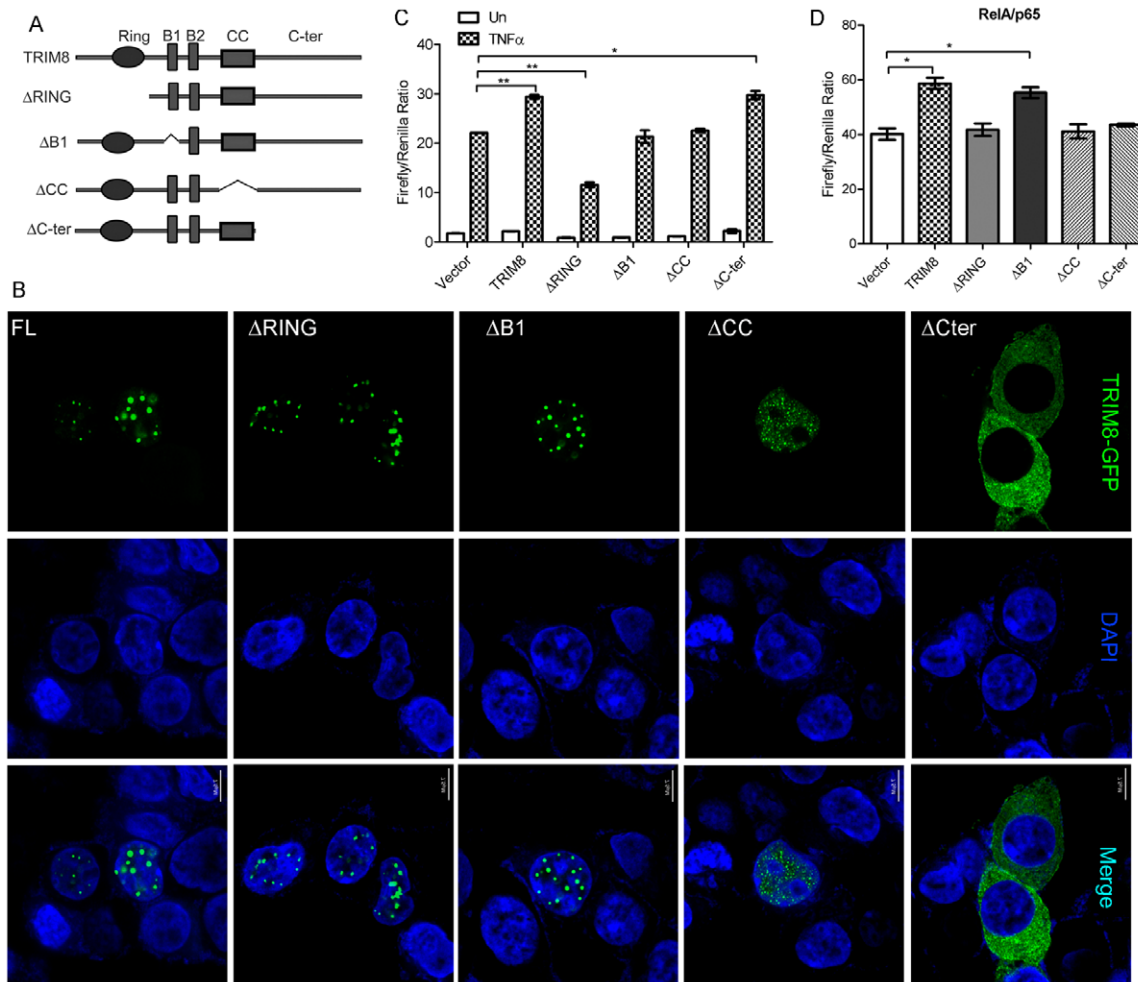 A
Ring B1 B2 CC C-ter
TRIM8
ΔRING
ΔB1
ΔCC
ΔC-ter
C
Un
TNFα
Firefly/Renilla Ratio
40
30
20
10
0
*
**
**
Vector
TRIM8
ΔRING
ΔB1
ΔCC
ΔC-ter
D
RelA/p65
Firefly/Renilla Ratio
80
60
40
20
0
*
*
Vector
TRIM8
ΔRING
ΔB1
ΔCC
ΔC-ter
B
FL
ΔRING
ΔB1
ΔCC
ΔCter
TRIM8-GFP
DAPI
Merge